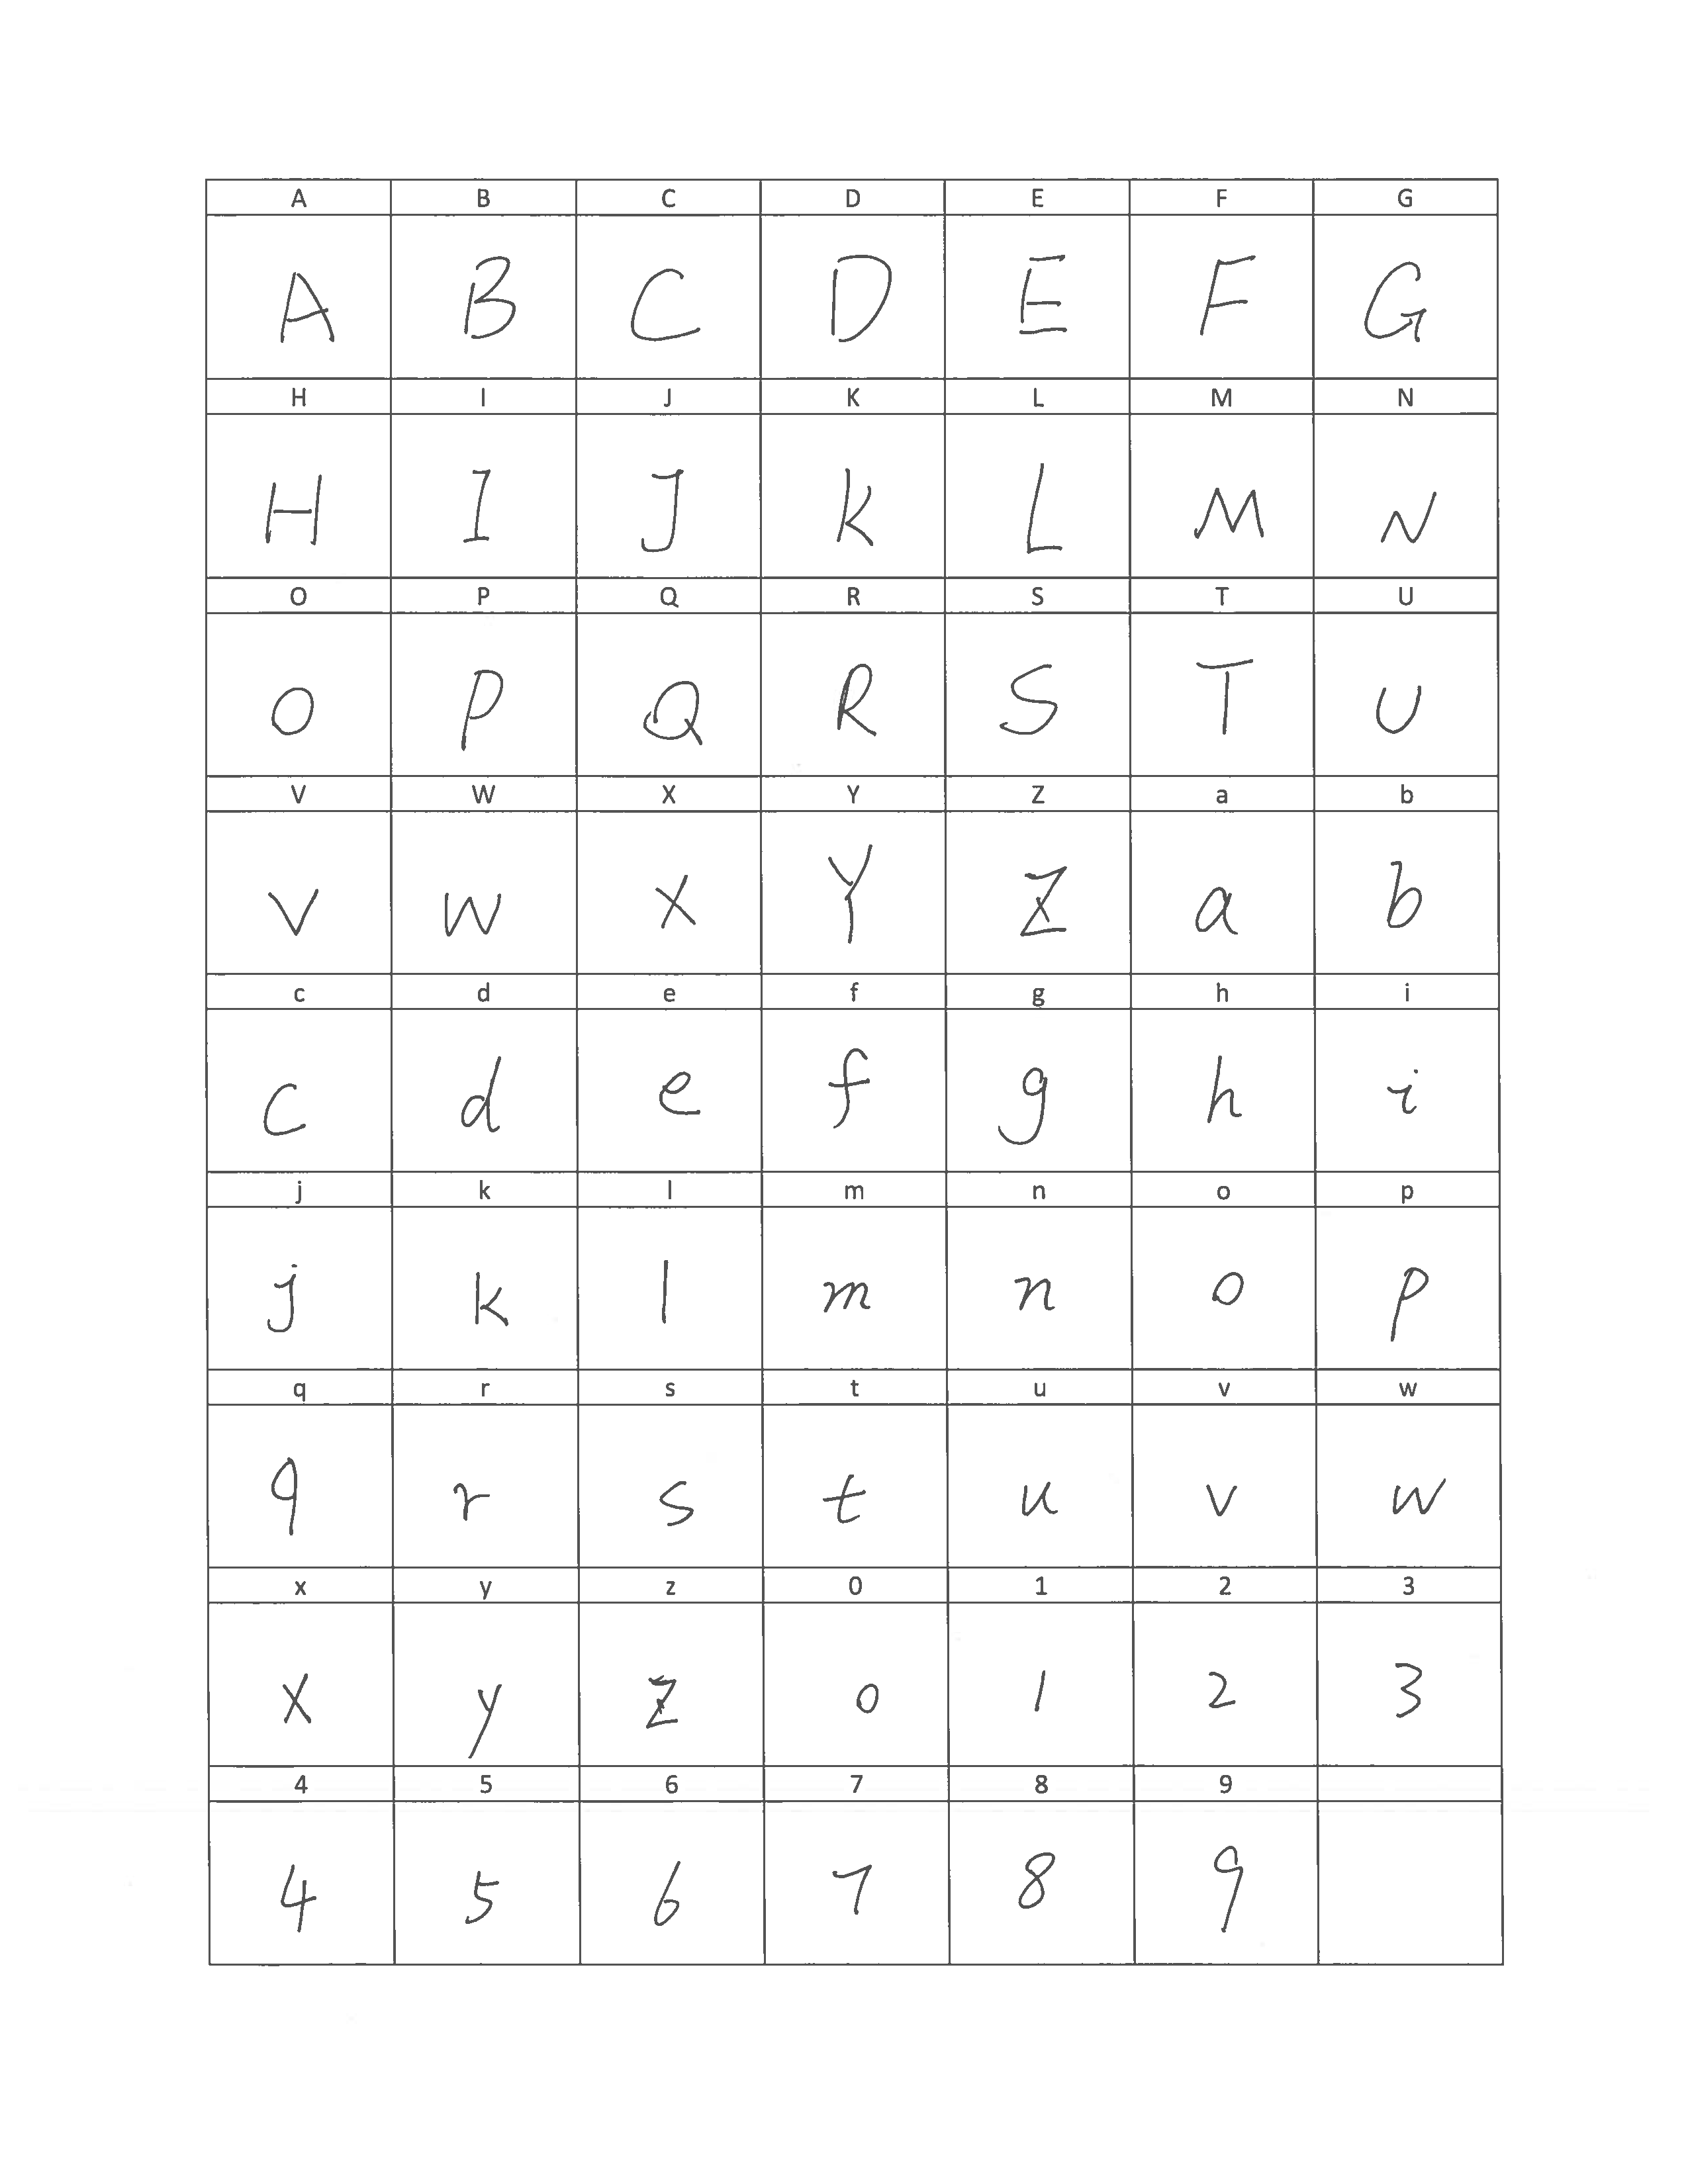 A B C D E F G
A B C D E F G
H I J K L M N
H I J K L M N
O P Q R S T U
O P Q R S T U
V W X Y Z a b
V W X Y Z a b
c d e f g h i
c d e f g h i
j k l m n o p
j k l m n o p
q r s t u v w
q r s t u v w
x y z 0 1 2 3
x y z 0 1 2 3
4 5 6 7 8 9
4 5 6 7 8 9